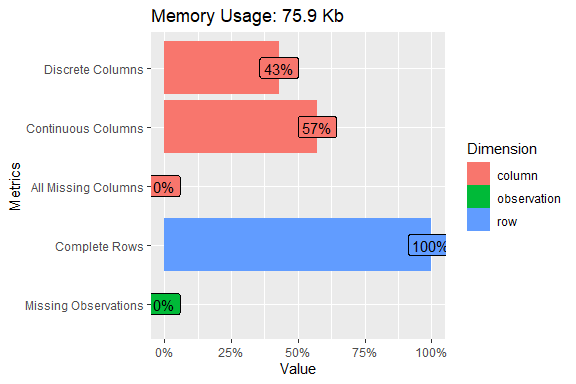 Memory Usage: 75.9 Kb
Discrete Columns
43%
Continuous Columns
57%
All Missing Columns
0%
Complete Rows
100%
Missing Observations
0%
Metrics
0%
25%
50%
75%
100%
Value
Dimension
column
observation
row